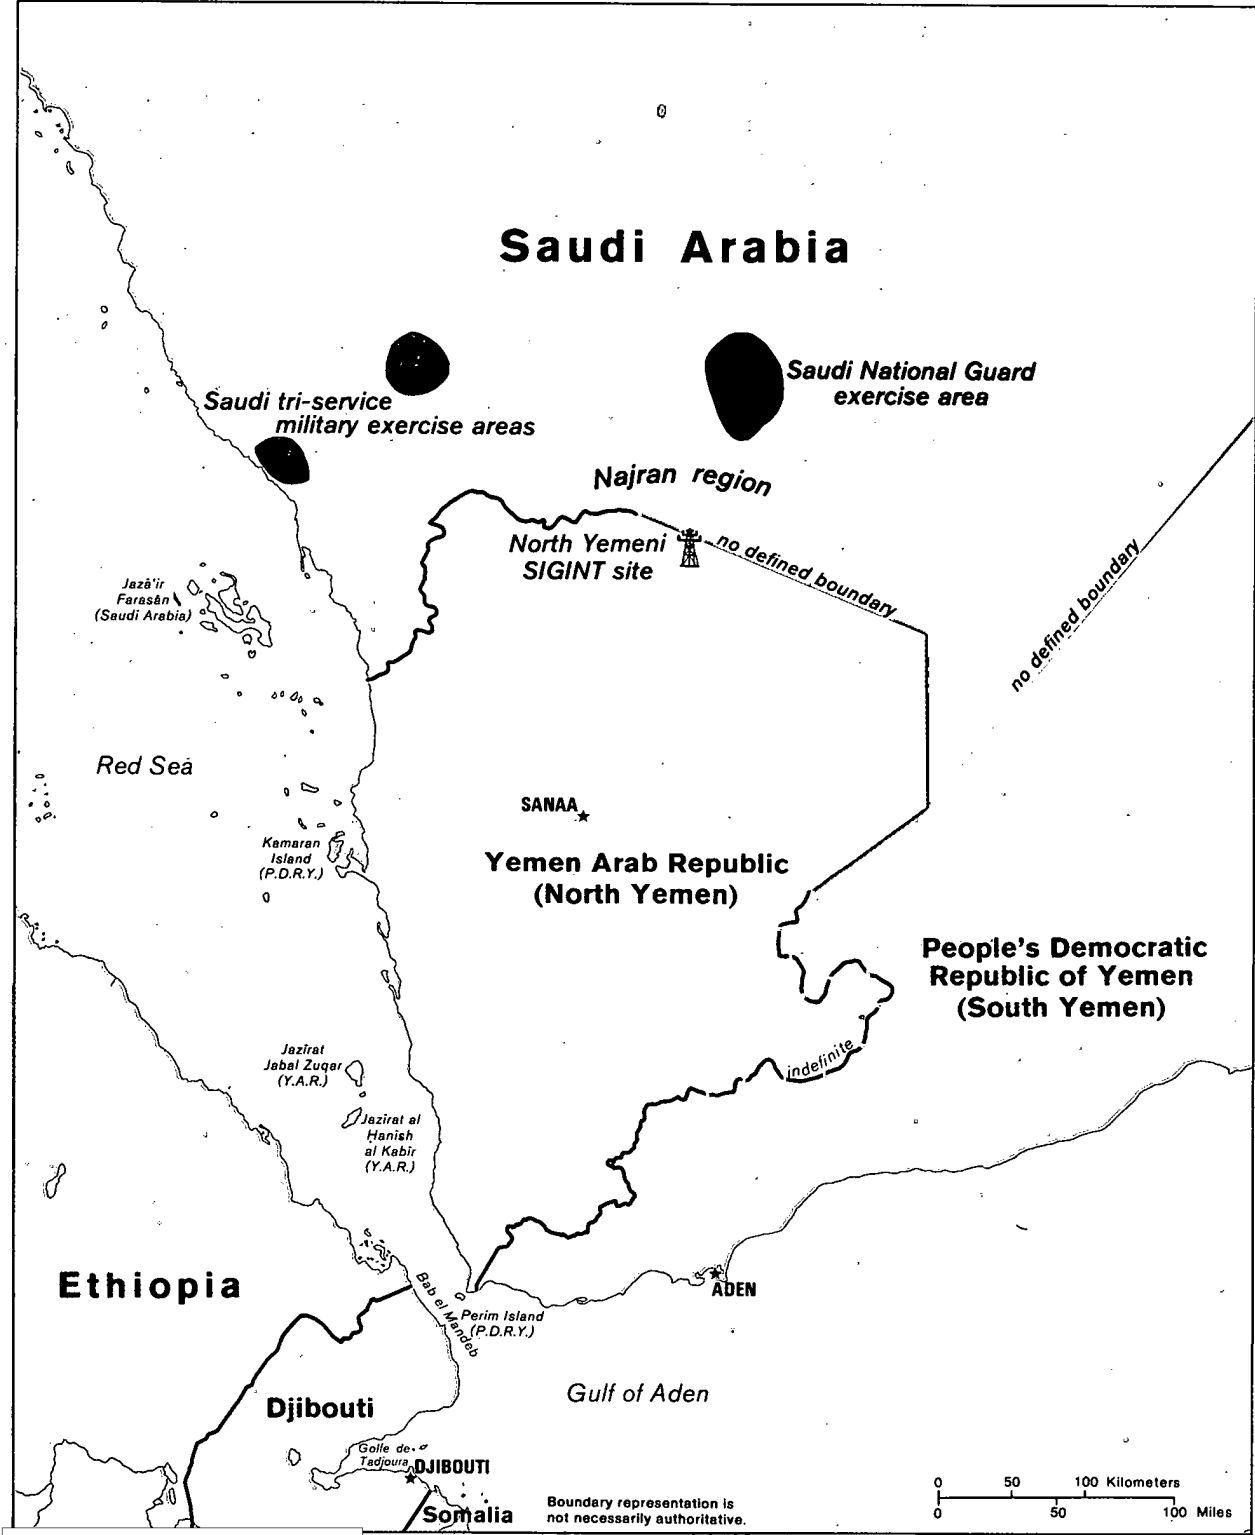 Saudi Arabia
Saudi National Guard
exercise area
Saudi tri-service
military exercise areas
Najran region
North Yemeni
SIGINT site
no defined boundary
no defined boundary
Jazā'ir
Farasān
(Saudi Arabia)
Red Sea
SANAA
Kamaran
Island
(P.D.R.Y.)
Yemen Arab Republic
(North Yemen)
People's Democratic
Republic of Yemen
(South Yemen)
indefinite
Jazīrat
Jabal Zuqar
(Y.A.R.)
Jazīrat al
Hanīsh
al Kabīr
(Y.A.R.)
Ethiopia
Bab el Mandeb
ADEN
Perim Island
(P.D.R.Y.)
Gulf of Aden
Djibouti
Golfe de
Tadjoura
DJIBOUTI
Somalia
Boundary representation is
not necessarily authoritative.
0 50 100 Kilometers
0 50 100 Miles